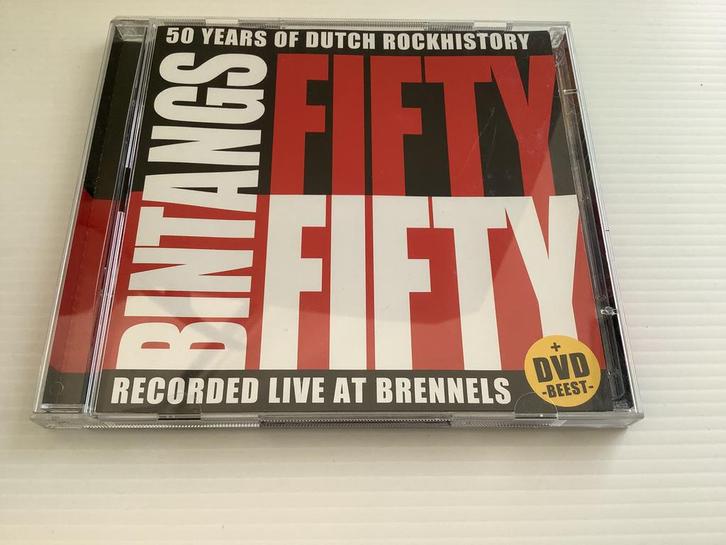 50 YEARS OF DUTCH ROCKHISTORY
BINTANGS
FIFTY
FIFTY
+
DVD
-BEEST-
RECORDED LIVE AT BRENNELS